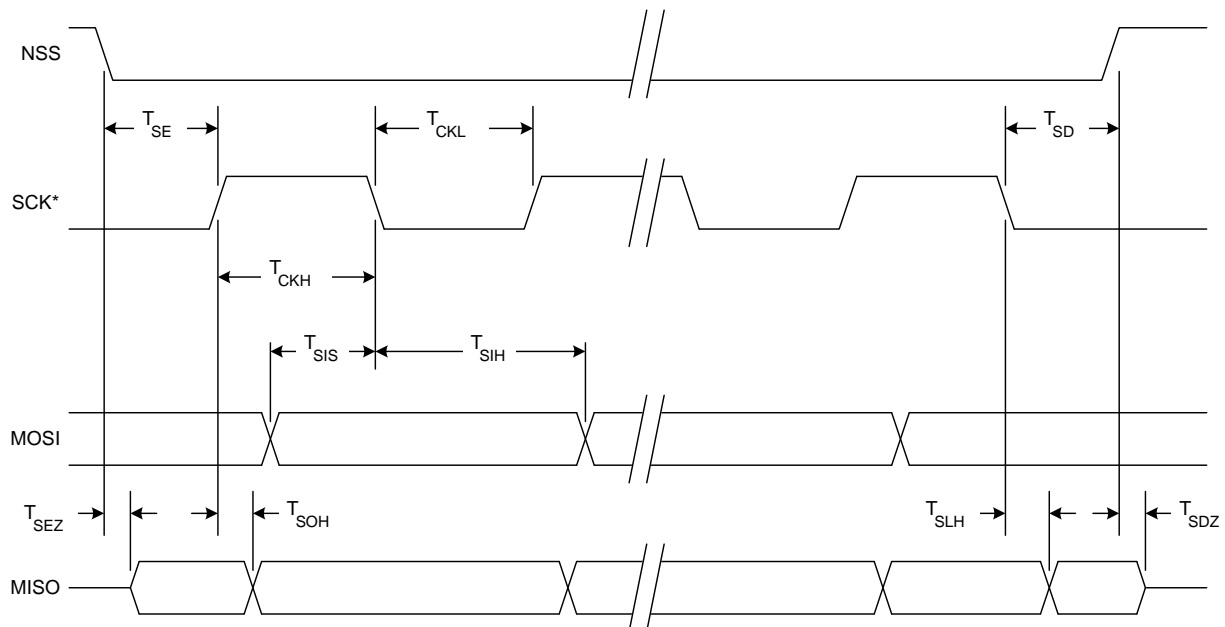 NSS
T_SE
T_CKL
T_SD
SCK*
T_CKH
T_SIS
T_SIH
MOSI
T_SEZ
T_SOH
T_SLH
T_SDZ
MISO